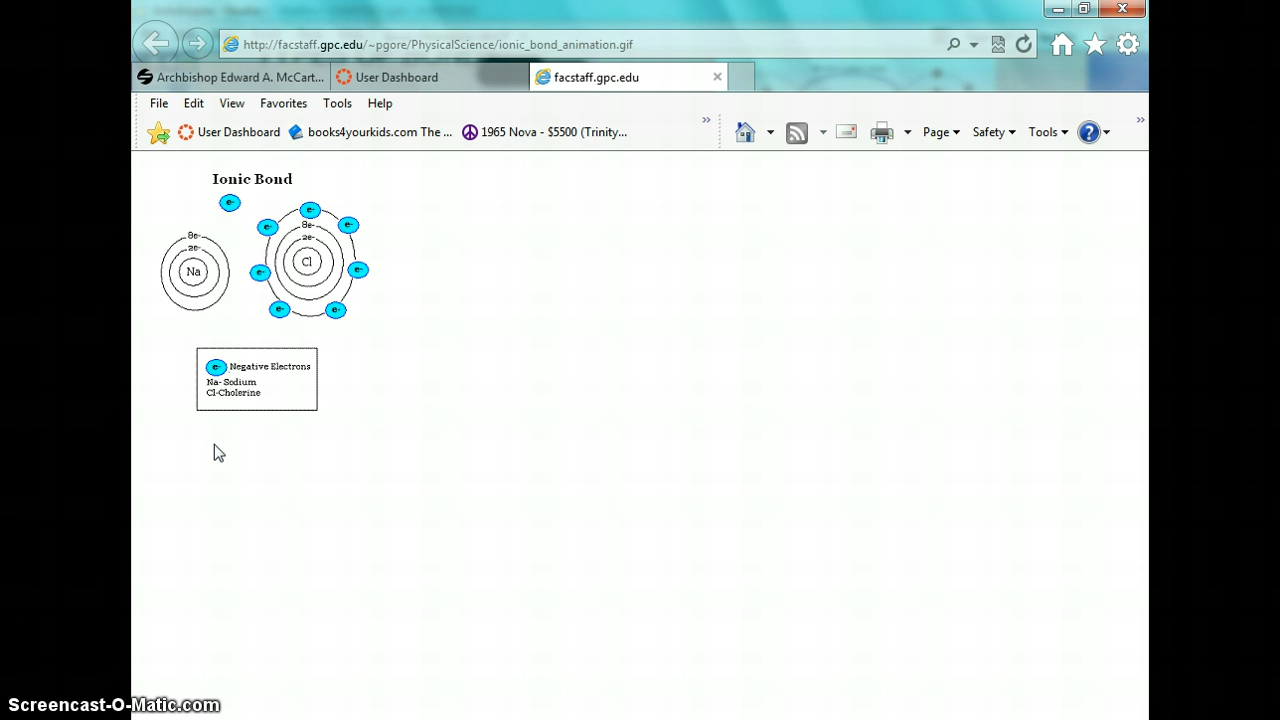 http://facstaff.gpc.edu/~pgore/PhysicalScience/ionic_bond_animation.gif
Archbishop Edward A. McCart... User Dashboard facstaff.gpc.edu
File Edit View Favorites Tools Help
User Dashboard books4yourkids.com The ... 1965 Nova - $5500 (Trinity,... » Page Safety Tools »
Ionic Bond
e-
e- e- e-
8e- 8e-
2e- 2e-
Na Cl
e- e-
e- e-
e- Negative Electrons
Na- Sodium
Cl-Cholerine
Screencast-O-Matic.com